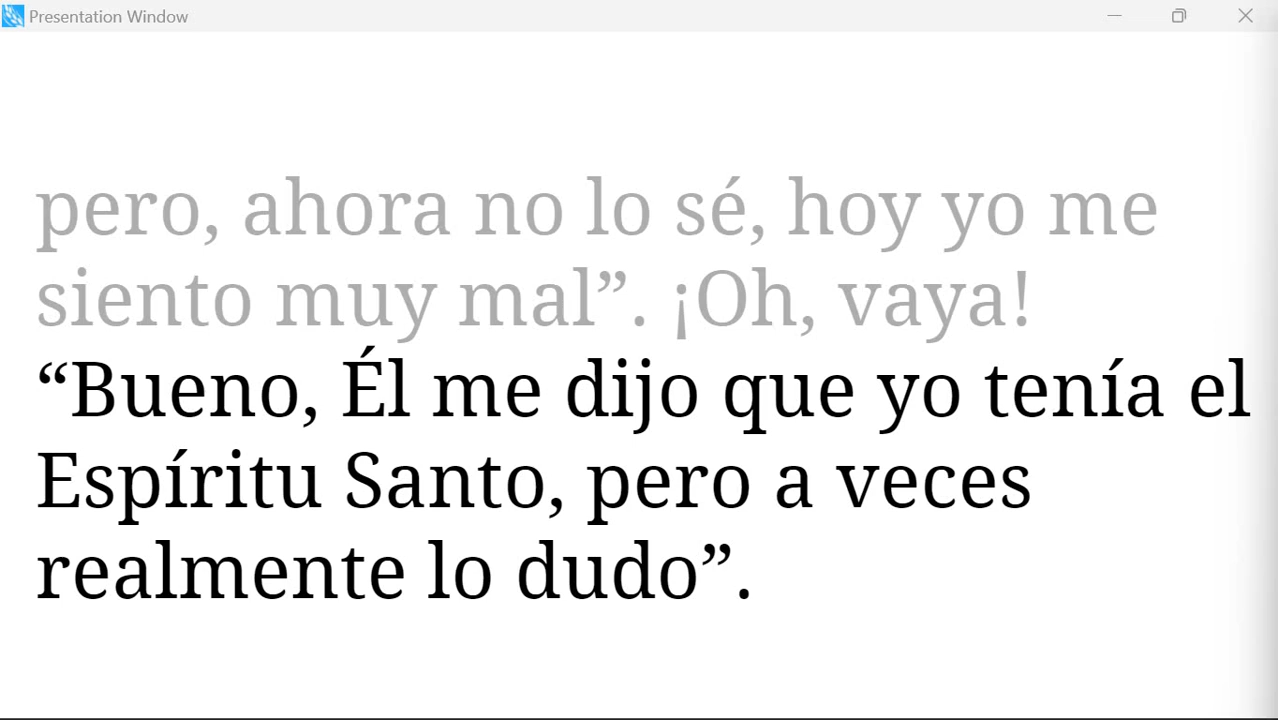 Presentation Window
pero, ahora no lo sé, hoy yo me
siento muy mal”. ¡Oh, vaya!
“Bueno, Él me dijo que yo tenía el
Espíritu Santo, pero a veces
realmente lo dudo”.